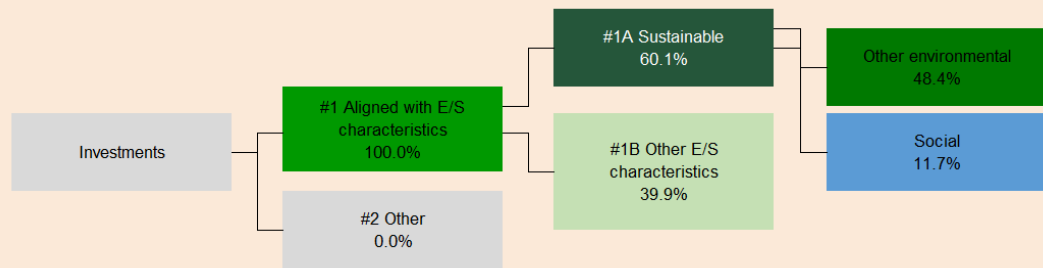 Investments
#1 Aligned with E/S
characteristics
100.0%
#2 Other
0.0%
#1A Sustainable
60.1%
#1B Other E/S
characteristics
39.9%
Other environmental
48.4%
Social
11.7%